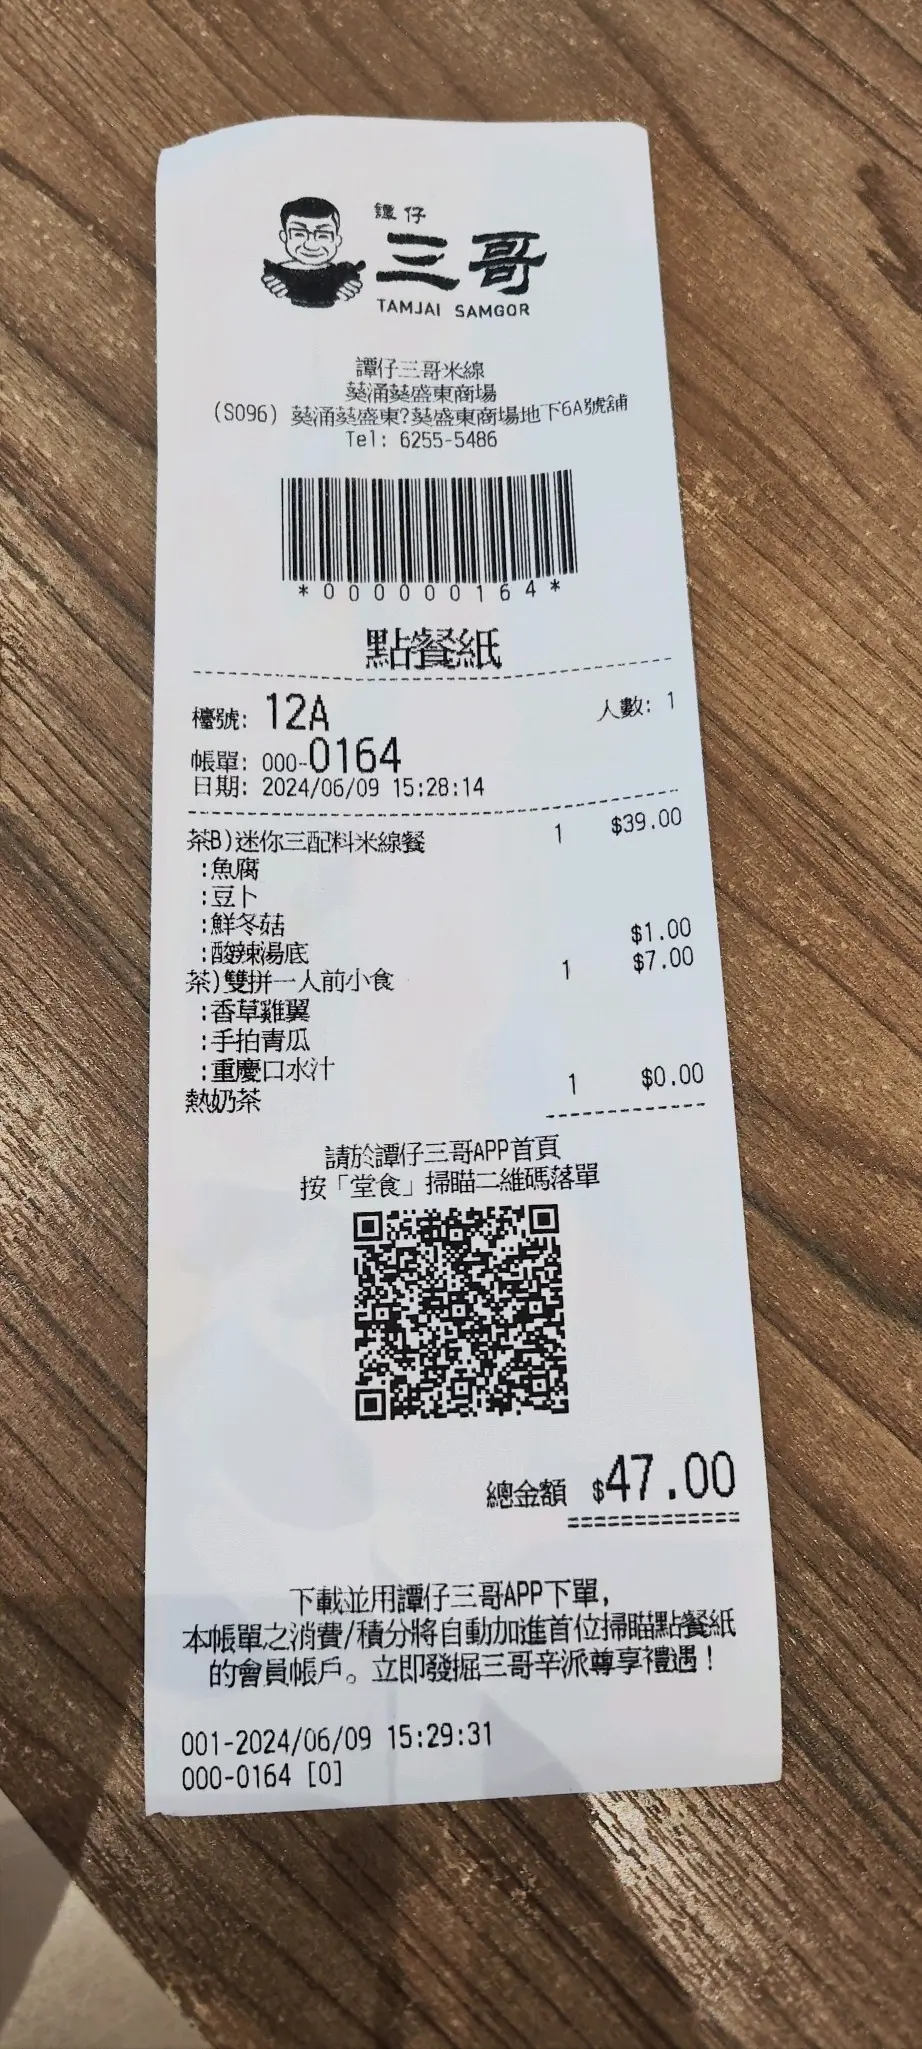 譚仔
三哥
TAMJAI SAMGOR
譚仔三哥米線
葵涌葵盛東商場
(S096) 葵涌葵盛東?葵盛東商場地下6A號舖
Tel: 6255-5486
*000000164*
點餐紙
檯號: 12A 人數: 1
帳單: 000-0164
日期: 2024/06/09 15:28:14
茶B)迷你三配料米線餐 1 $39.00
:魚腐
:豆卜
:鮮冬菇
:酸辣湯底 $1.00
茶)雙拼一人前小食 1 $7.00
:香草雞翼
:手拍青瓜
:重慶口水汁
熱奶茶 1 $0.00
請於譚仔三哥APP首頁
按「堂食」掃瞄二維碼落單
總金額 $47.00
下載並用譚仔三哥APP下單,
本帳單之消費/積分將自動加進首位掃瞄點餐紙
的會員帳戶。立即發掘三哥辛派尊享禮遇！
001-2024/06/09 15:29:31
000-0164 [0]